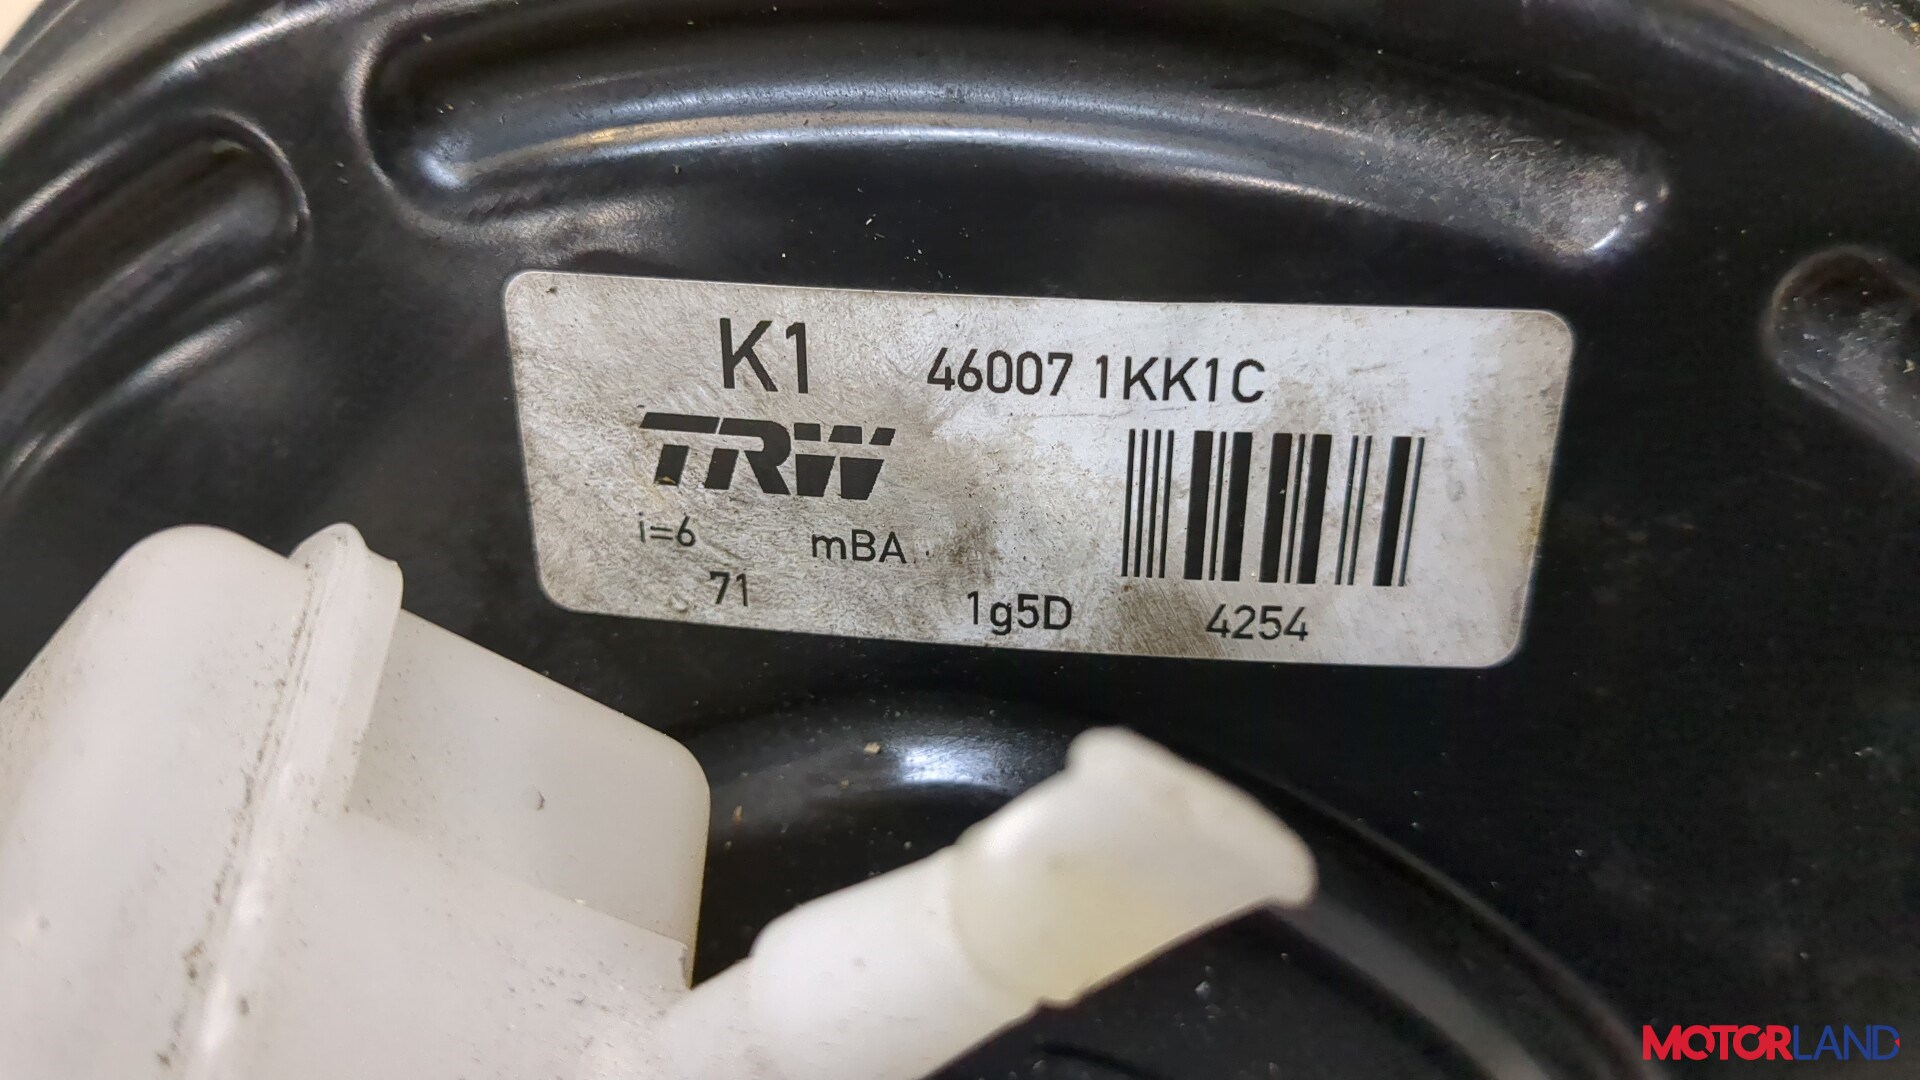 K1 46007 1KK1C
TRW
i=6 mBA
71 1g5D 4254
MOTORLAND